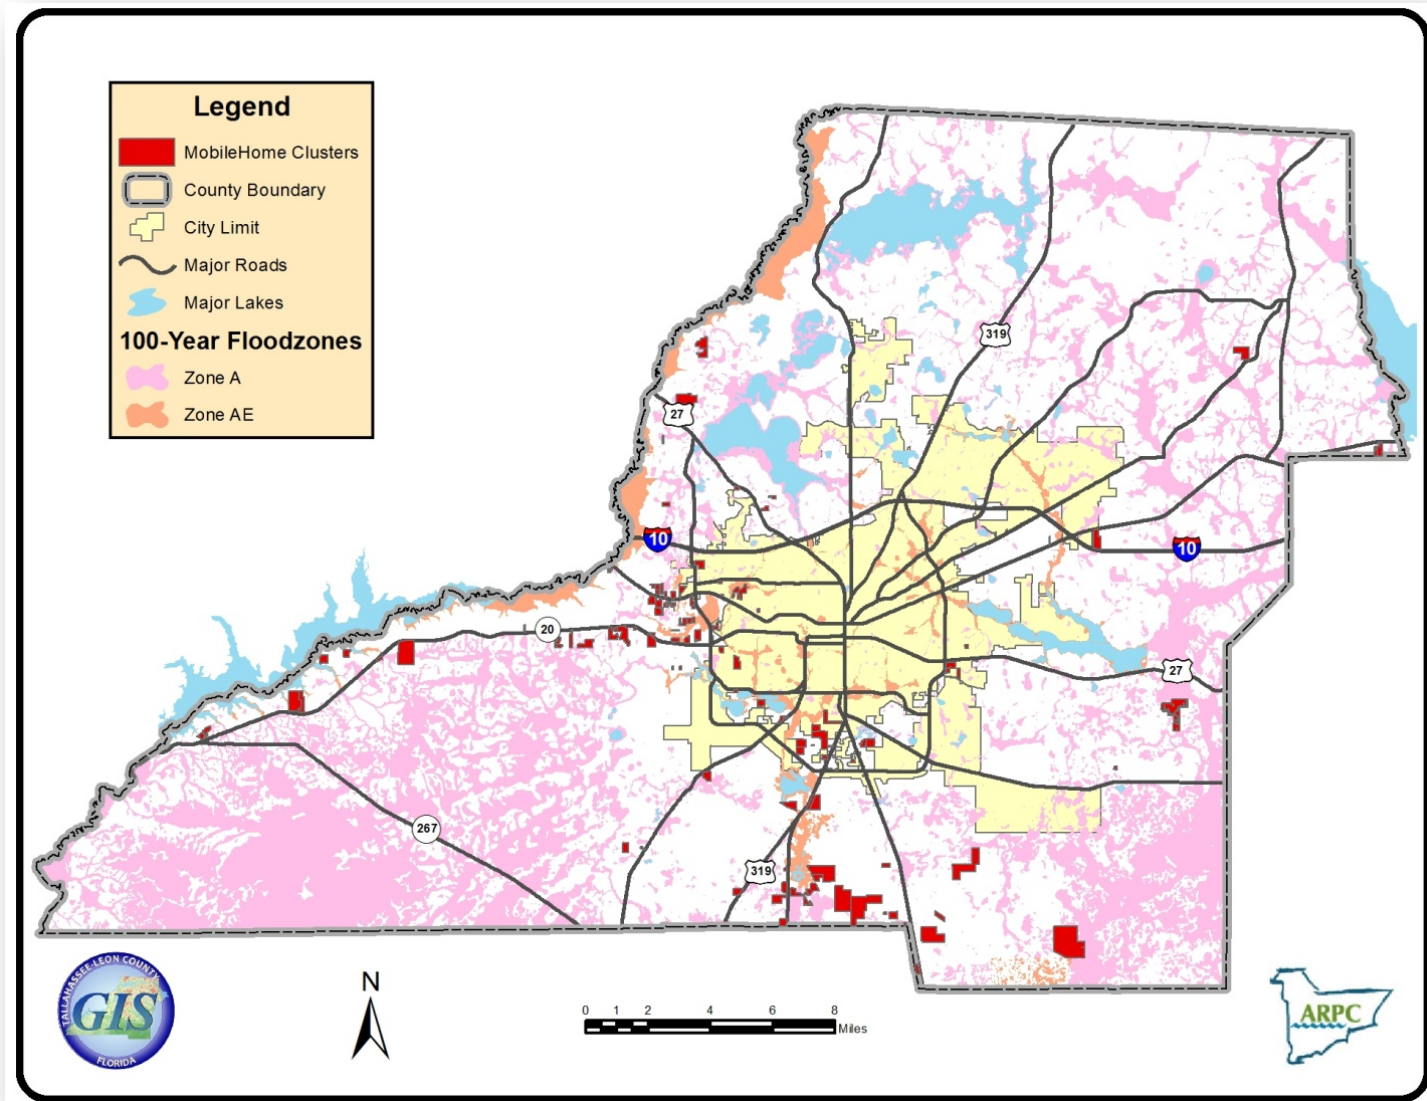 Legend
MobileHome Clusters
County Boundary
City Limit
Major Roads
Major Lakes
100-Year Floodzones
Zone A
Zone AE
319
27
10
10
20
27
267
319
TALLAHASSEE-LEON COUNTY
GIS
FLORIDA
N
0 1 2 4 6 8
Miles
ARPC